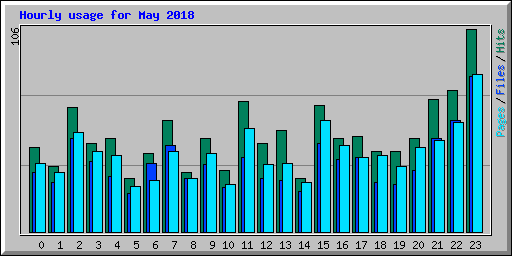 Hourly usage for May 2018
106
Pages / Files / Hits
0 1 2 3 4 5 6 7 8 9 10 11 12 13 14 15 16 17 18 19 20 21 22 23